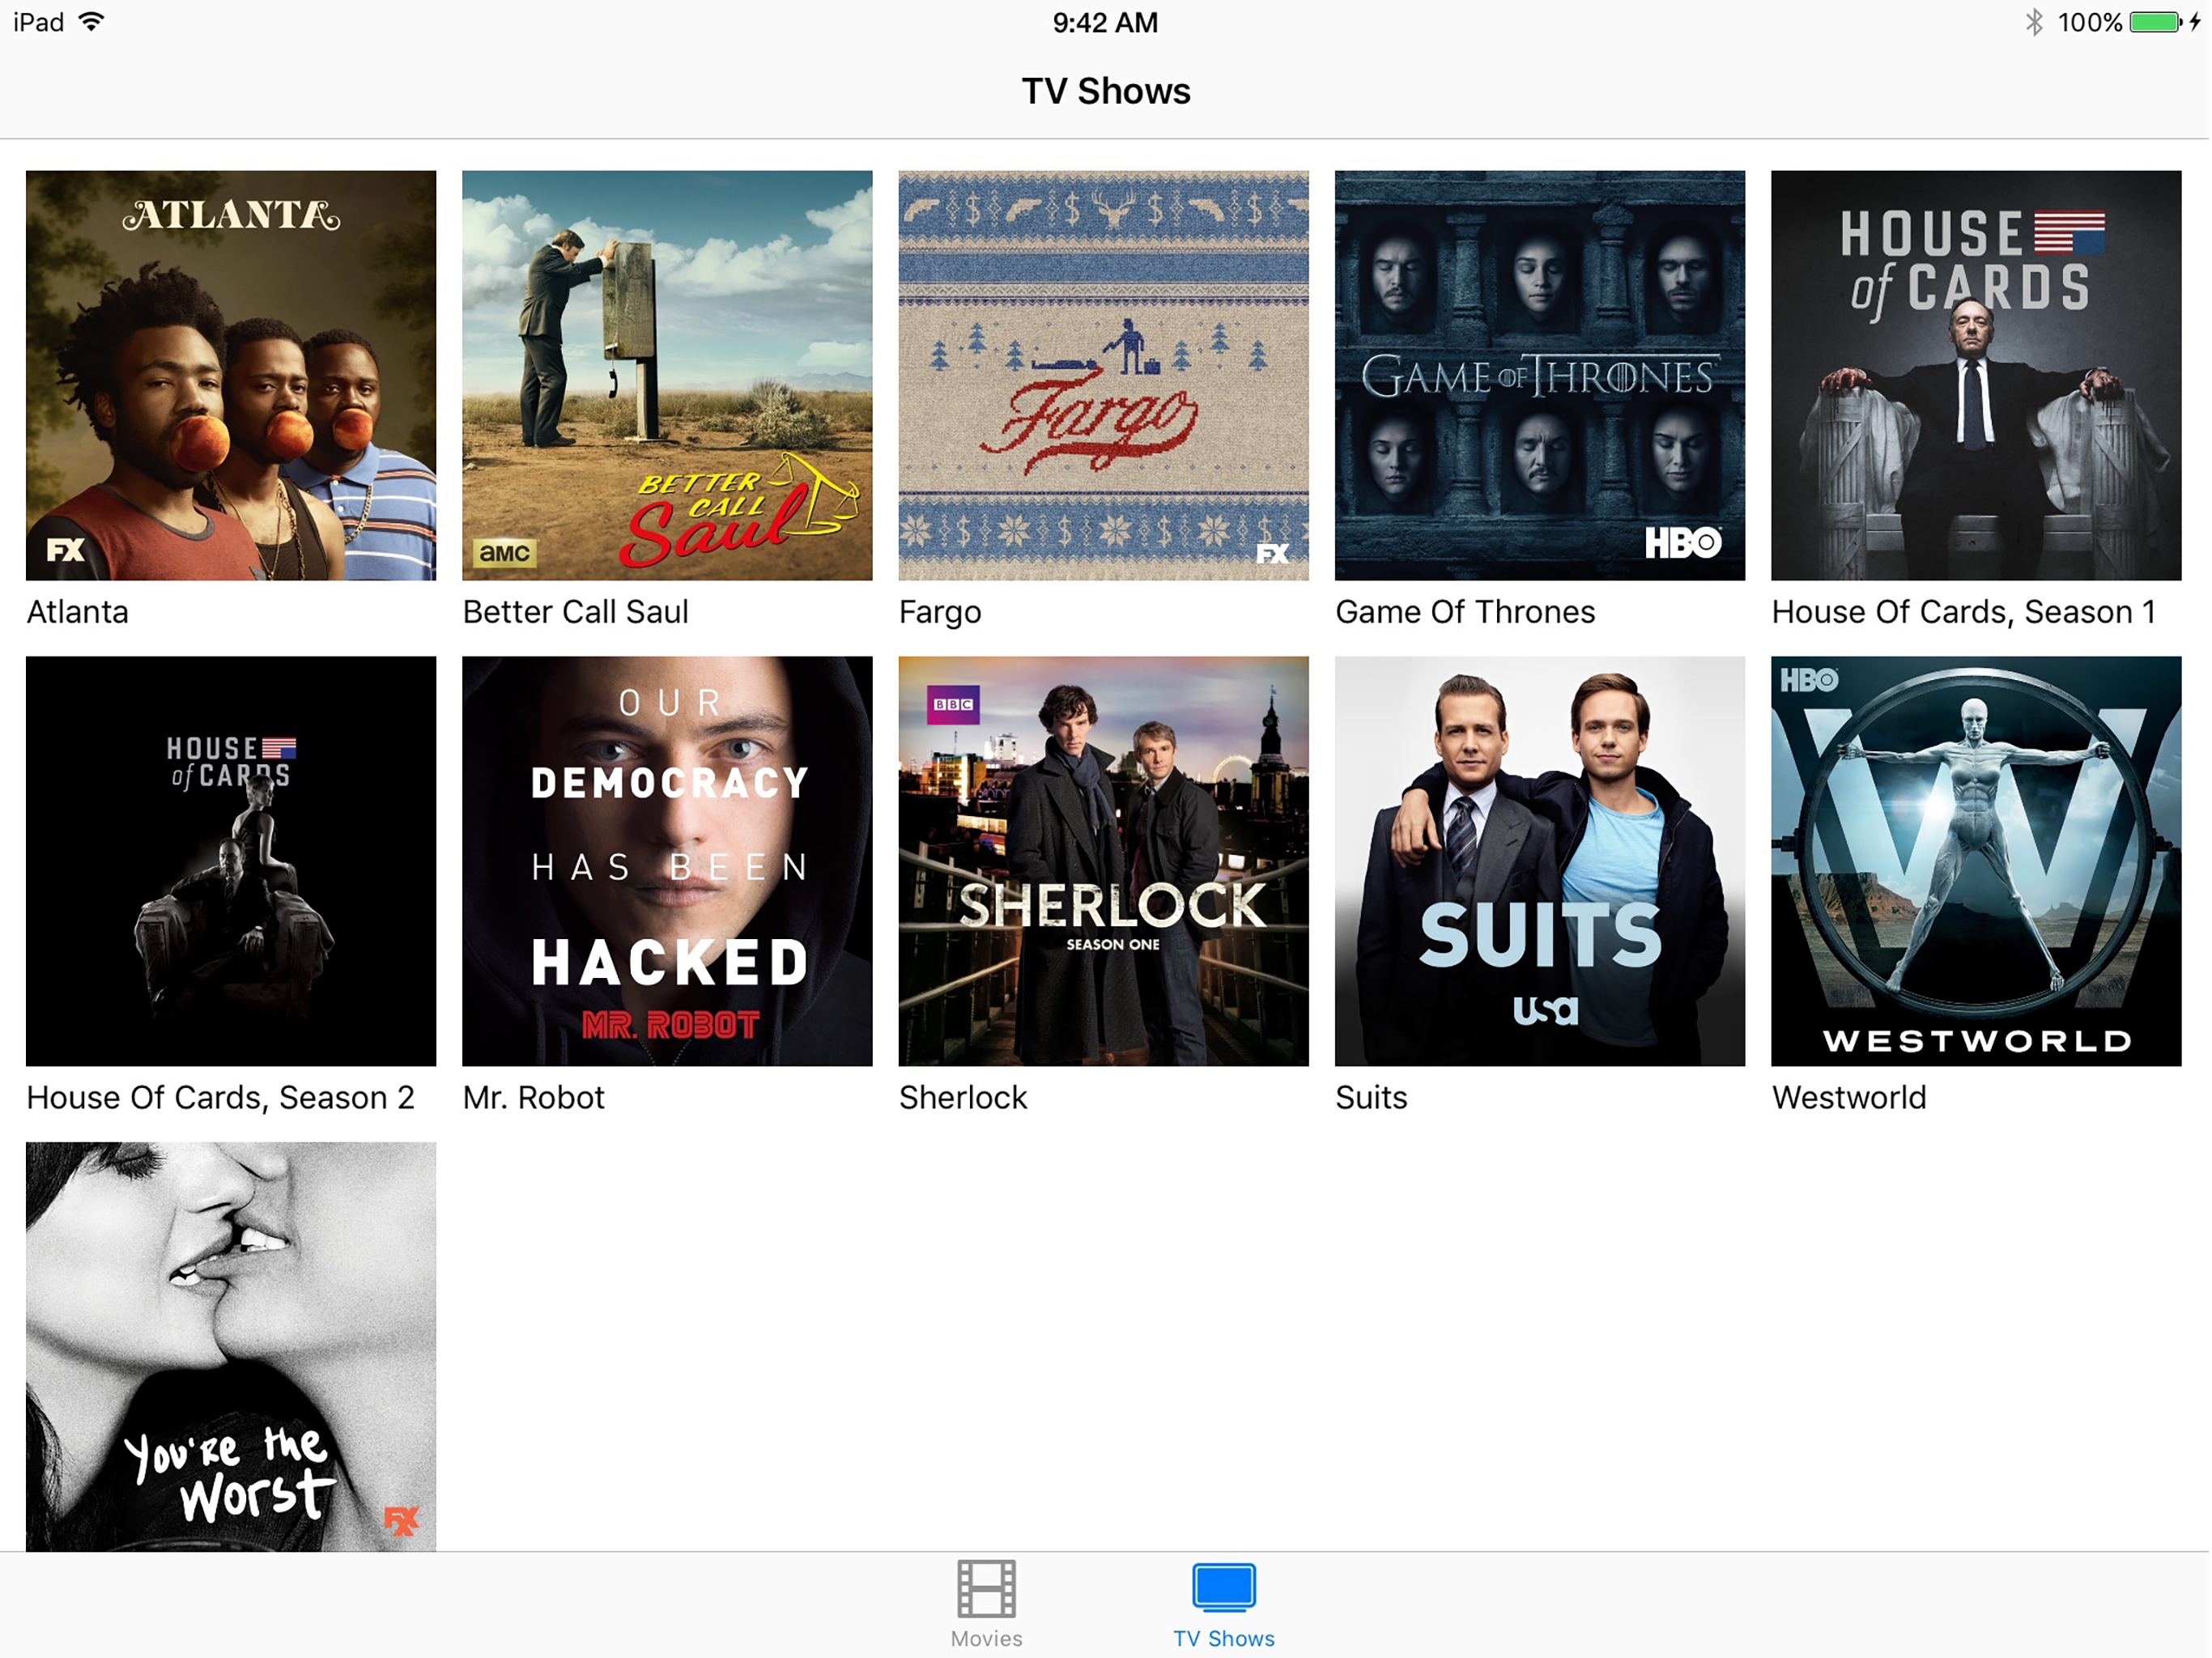 iPad 9:42 AM 100%
TV Shows
ATLANTA
FX
BETTER
CALL
Saul
aMC
Fargo
FX
GAME OF THRONES
HBO
HOUSE
of CARDS
Atlanta
Better Call Saul
Fargo
Game Of Thrones
House Of Cards, Season 1
HOUSE
of CARDS
OUR
DEMOCRACY
HAS BEEN
HACKED
MR. ROBOT
BBC
SHERLOCK
SEASON ONE
SUITS
usa
HBO
W
WESTWORLD
House Of Cards, Season 2
Mr. Robot
Sherlock
Suits
Westworld
You're the
Worst
FXX
Movies
TV Shows